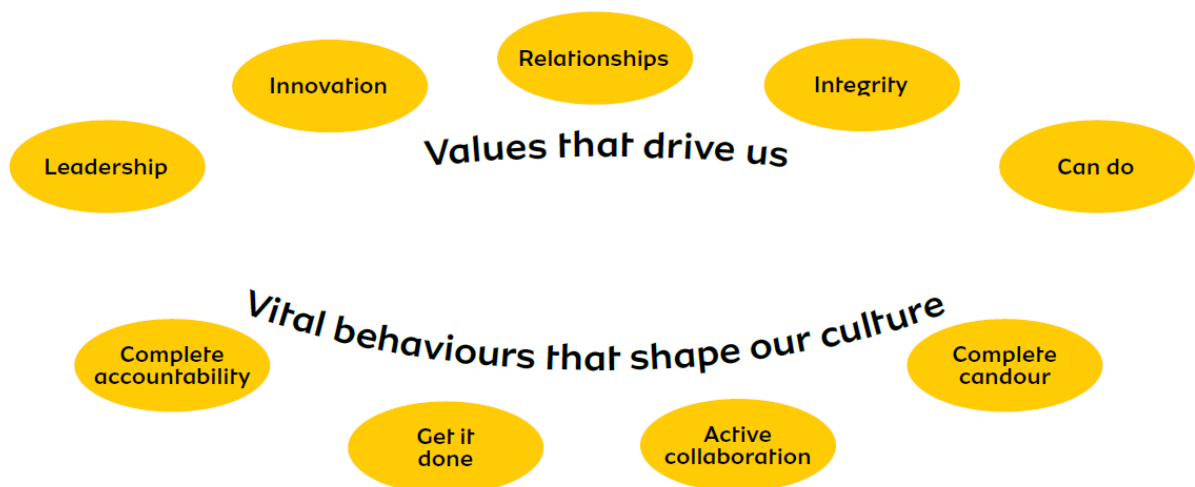 Relationships
Innovation
Integrity
Leadership
Can do
Values that drive us
Vital behaviours that shape our culture
Complete
accountability
Get it
done
Active
collaboration
Complete
candour